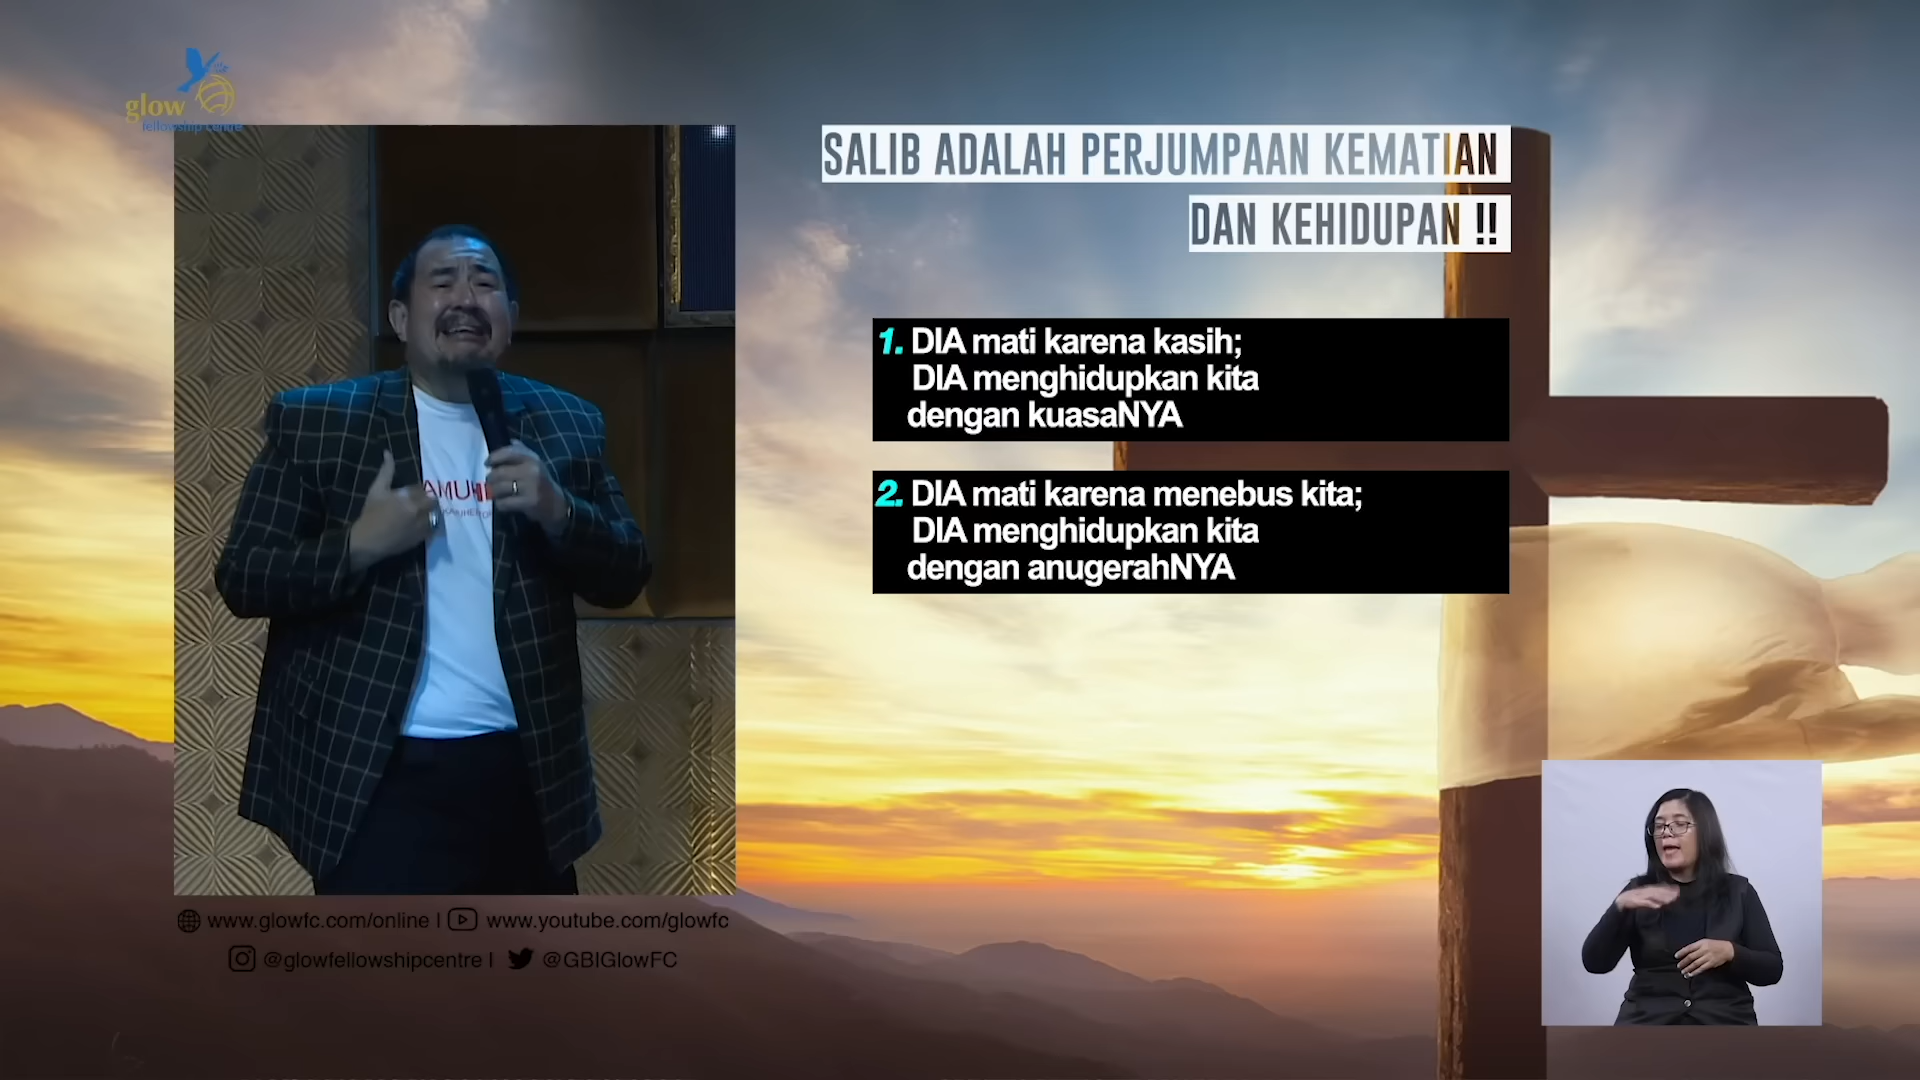 glow
fellowship centre
SALIB ADALAH PERJUMPAAN KEMATIAN
DAN KEHIDUPAN !!
1. DIA mati karena kasih;
DIA menghidupkan kita
dengan kuasaNYA
2. DIA mati karena menebus kita;
DIA menghidupkan kita
dengan anugerahNYA
www.glowfc.com/online | www.youtube.com/glowfc
@glowfellowshipcentre | @GBIGlowFC